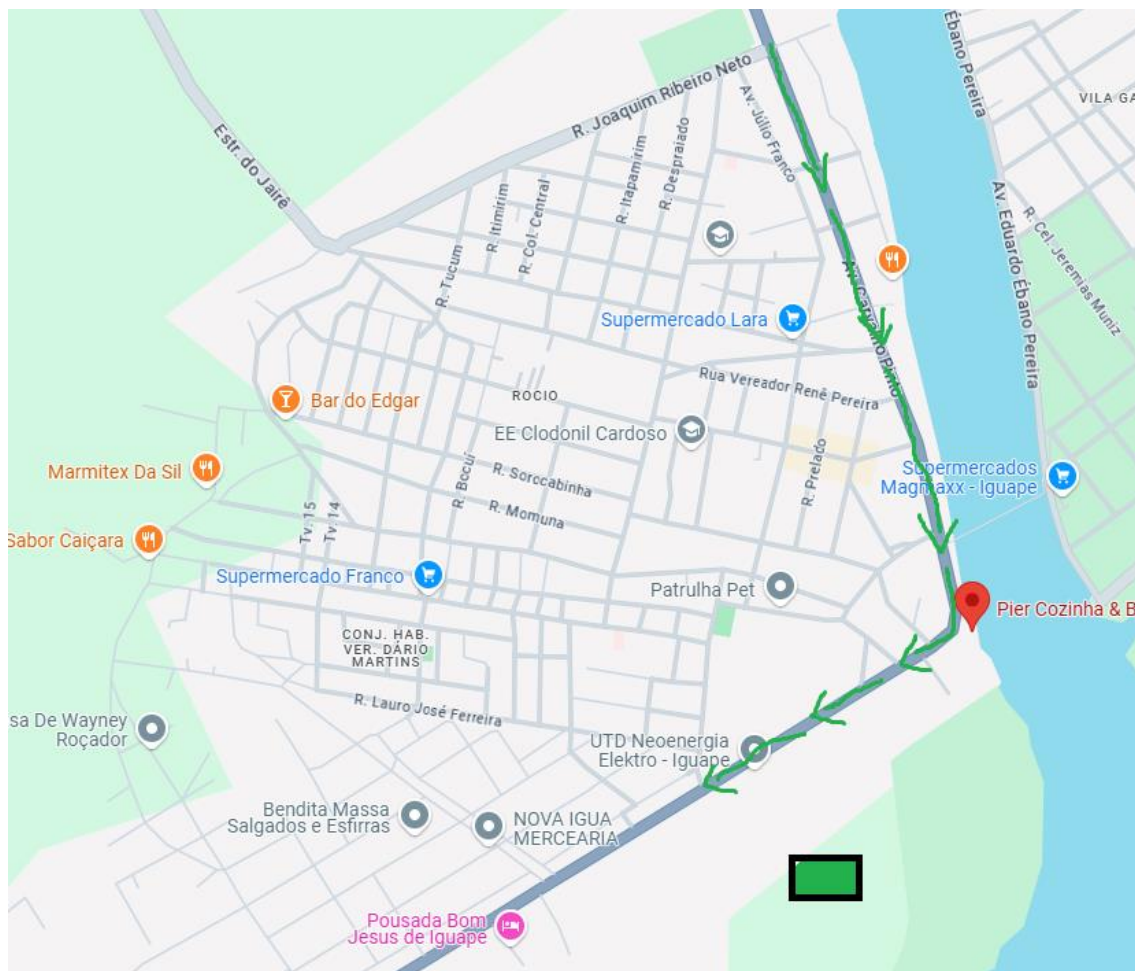 Ébano Pereira
VILA GA
R. Joaquim Ribeiro Neto
Av. Júlio Franco
Estr. do Jairê
R. Itapamirim
R. Despraiado
R. Itimirim
R. Col. Central
R. Tucum
Av. Eduardo Ébano Pereira
R. Cel. Jeremias Muniz
Av. Carvalho Pinto
Supermercado Lara
Rua Vereador Renê Pereira
ROCIO
Bar do Edgar
EE Clodonil Cardoso
R. Prelado
Marmitex Da Sil
R. Sorocabinha
R. Bocuí
Supermercados
Magmaxx - Iguape
R. Momuna
Tv. 15
Tv. 14
Sabor Caiçara
Supermercado Franco
Patrulha Pet
Pier Cozinha & B
CONJ. HAB.
VER. DÁRIO
MARTINS
R. Lauro José Ferreira
sa De Wayney
Roçador
UTD Neoenergia
Elektro - Iguape
Bendita Massa
Salgados e Esfirras
NOVA IGUA
MERCEARIA
Pousada Bom
Jesus de Iguape